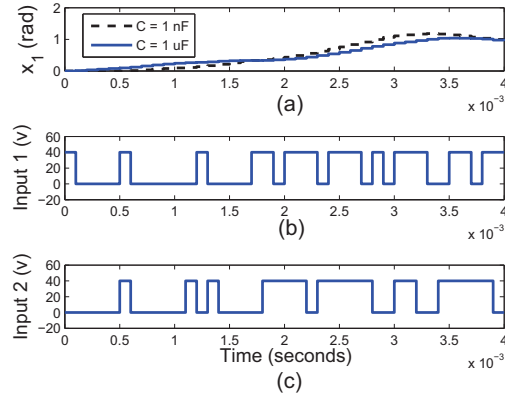 x1 (rad)
2
1
0
C = 1 nF
C = 1 uF
0 0.5 1 1.5 2 2.5 3 3.5 4
(a)
x 10-3
Input 1 (v)
60
40
20
0
−20
0 0.5 1 1.5 2 2.5 3 3.5 4
(b)
x 10-3
Input 2 (v)
60
40
20
0
−20
0 0.5 1 1.5 2 2.5 3 3.5 4
Time (seconds)
x 10-3
(c)